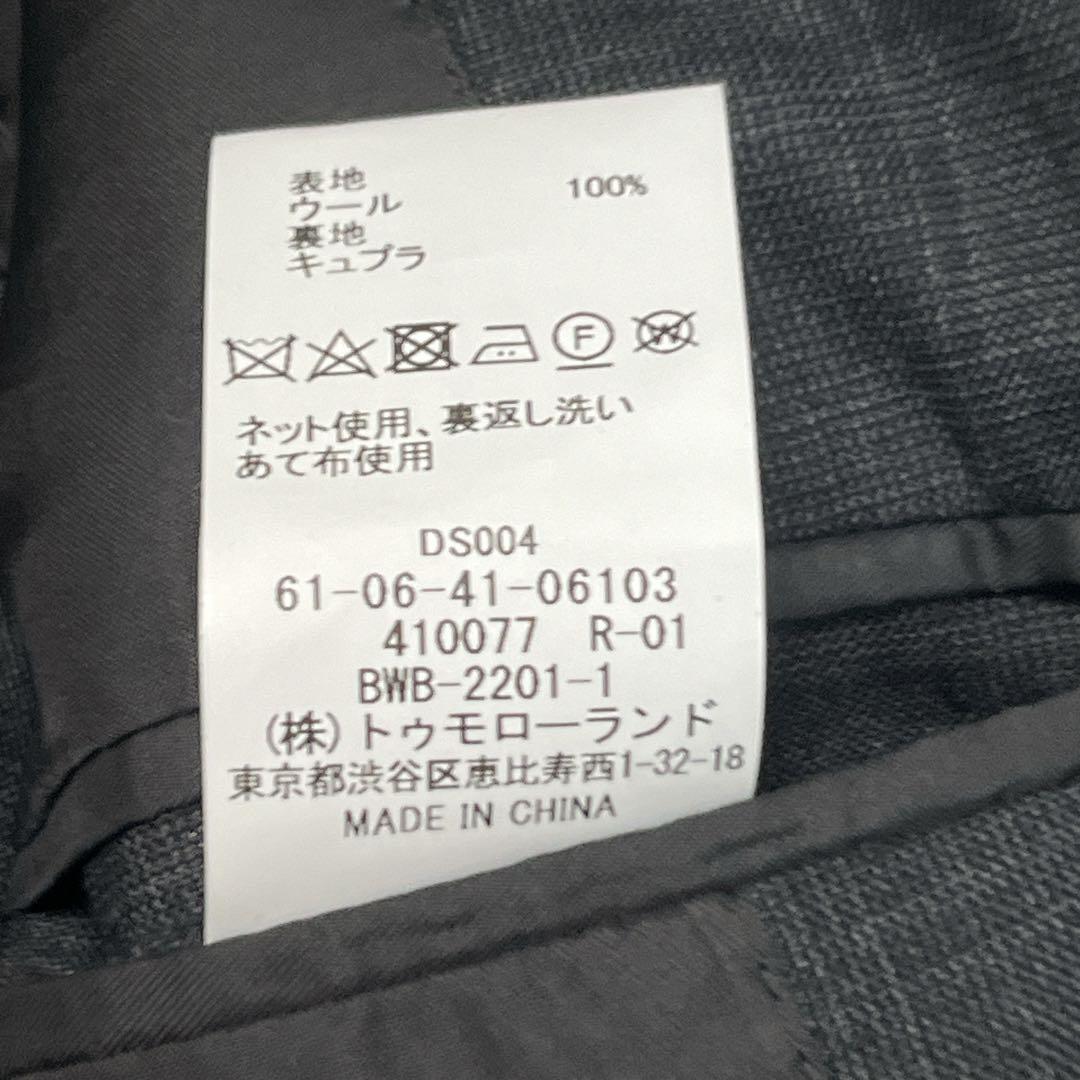 表地
ウール 100%
裏地
キュプラ
F
W
ネット使用、裏返し洗い
あて布使用
DS004
61-06-41-06103
410077 R-01
BWB-2201-1
(株)トゥモローランド
東京都渋谷区恵比寿西1-32-18
MADE IN CHINA